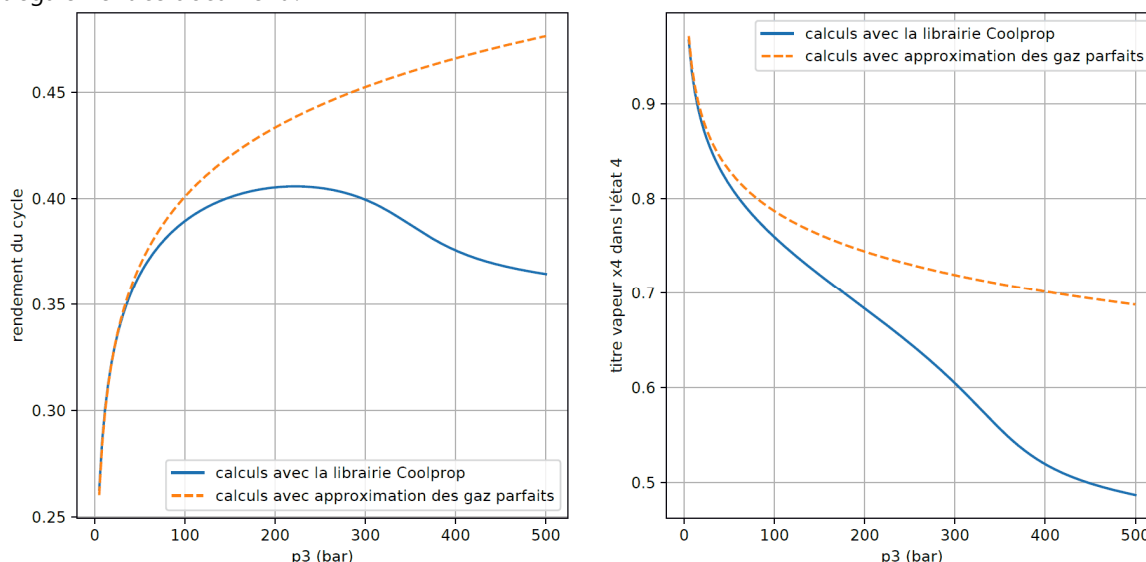 0.45
0.40
0.35
0.30
0.25
rendement du cycle
calculs avec la librairie Coolprop
calculs avec approximation des gaz parfaits
0 100 200 300 400 500
p3 (bar)
calculs avec la librairie Coolprop
calculs avec approximation des gaz parfaits
0.9
0.8
0.7
0.6
0.5
titre vapeur x4 dans l'état 4
0 100 200 300 400 500
p3 (bar)